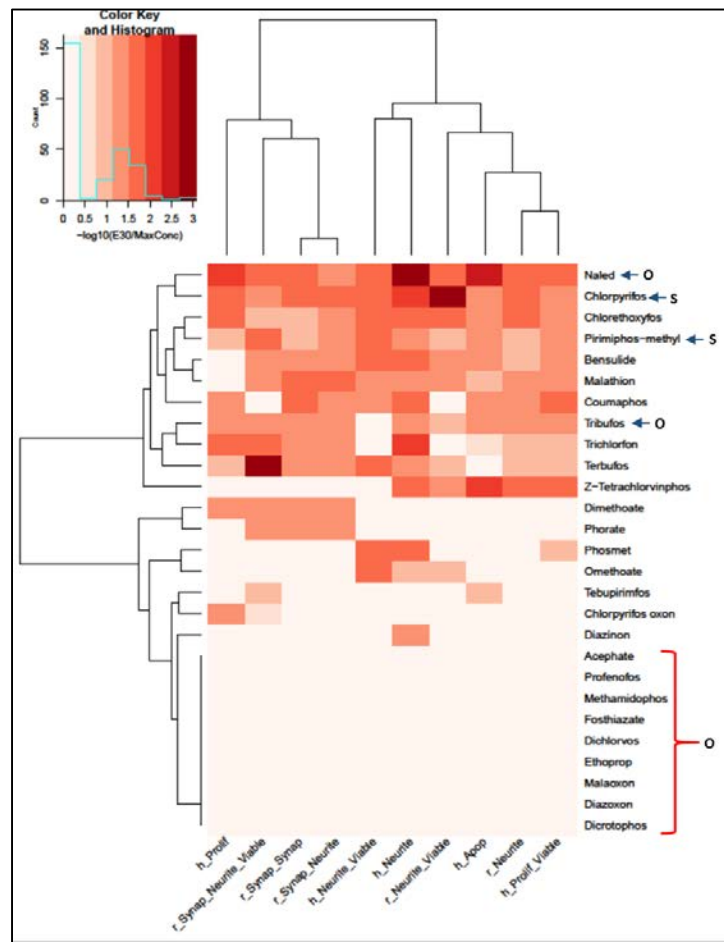 Color Key
and Histogram
Count
0
50
100
150
0 0.5 1 1.5 2 2.5 3
−log10(E30/MaxConc)
Naled O
Chlorpyrifos S
Chlorethoxyfos
Pirimiphos−methyl S
Bensulide
Malathion
Coumaphos
Tribufos O
Trichlorfon
Terbufos
Z−Tetrachlorvinphos
Dimethoate
Phorate
Phosmet
Omethoate
Tebupirimfos
Chlorpyrifos oxon
Diazinon
Acephate
Profenofos
Methamidophos
Fosthiazate
Dichlorvos
O
Ethoprop
Malaoxon
Diazoxon
Dicrotophos
h_Prolif
r_Synap_Neurite_Viable
r_Synap_Synap
r_Synap_Neurite
h_Neurite_Viable
h_Neurite
r_Neurite_Viable
h_Apop
r_Neurite
h_Prolif_Viable